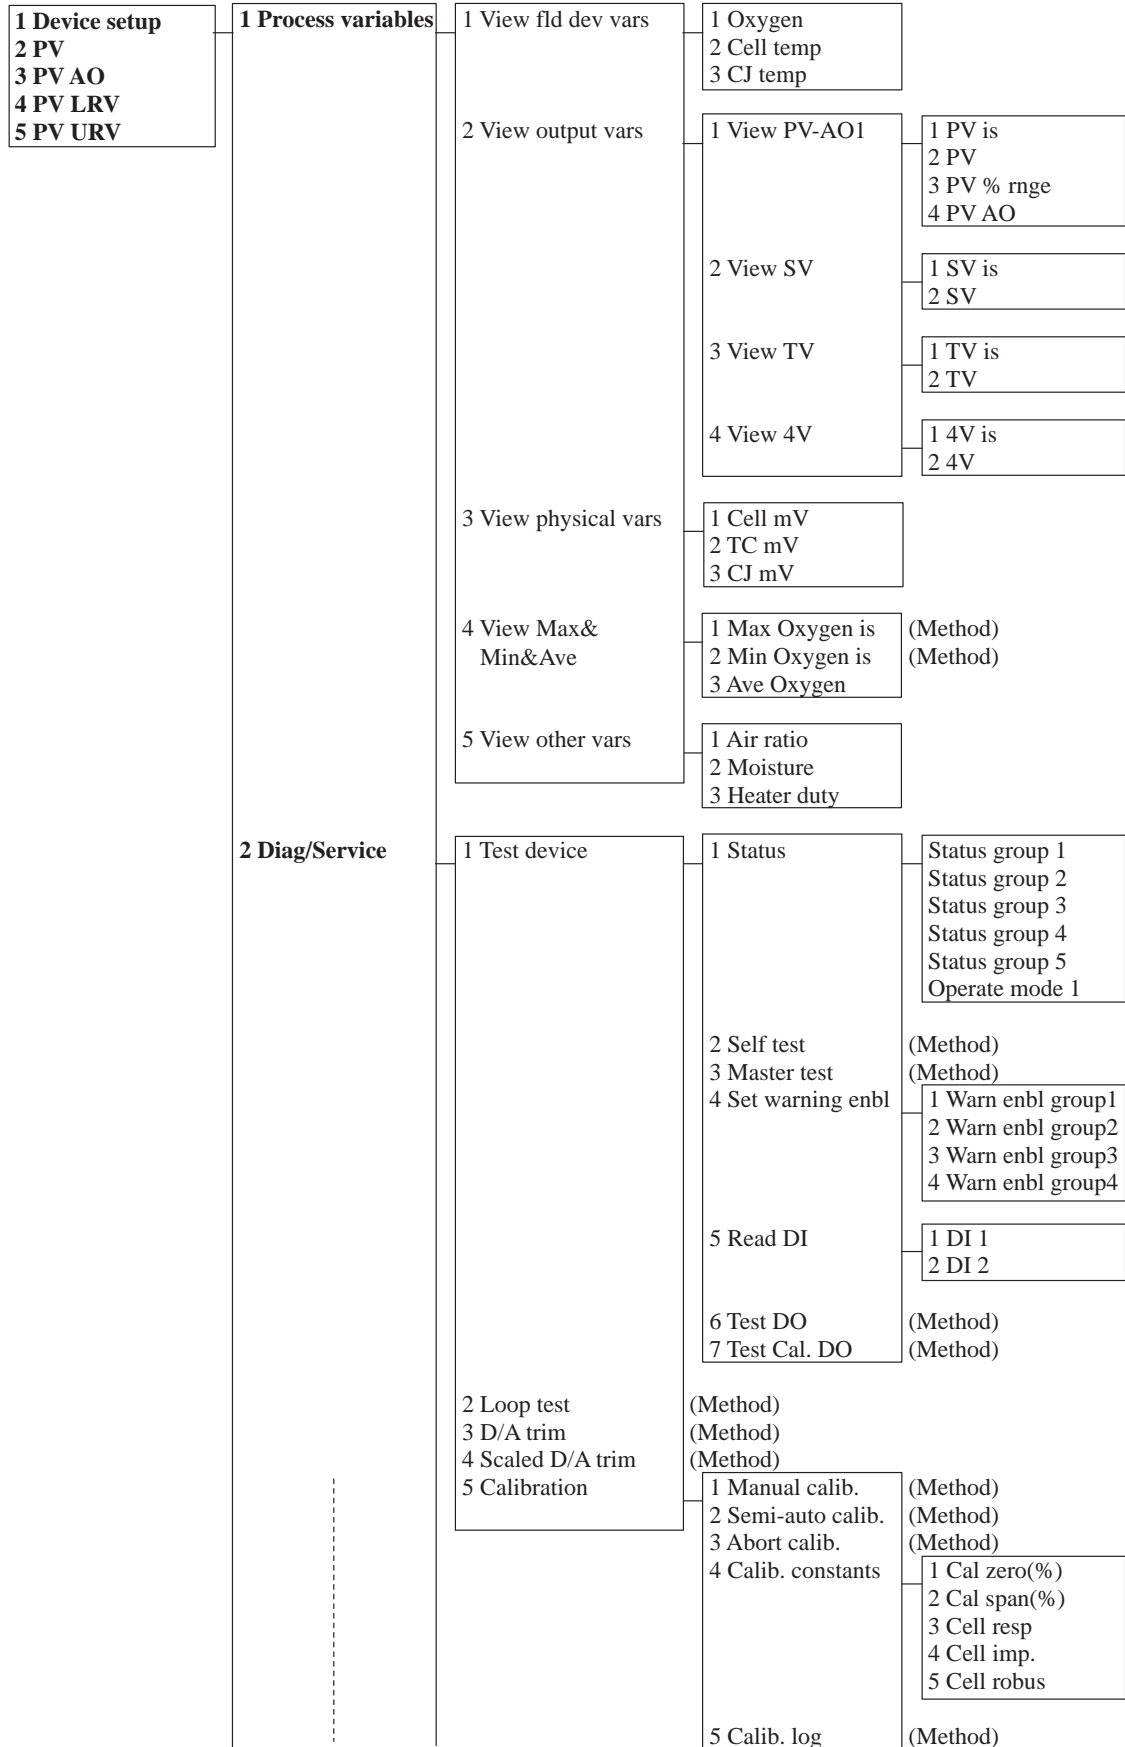 1 Device setup
2 PV
3 PV AO
4 PV LRV
5 PV URV
1 Process variables
1 View fld dev vars
1 Oxygen
2 Cell temp
3 CJ temp
2 View output vars
1 View PV-AO1
1 PV is
2 PV
3 PV % rnge
4 PV AO
2 View SV
1 SV is
2 SV
3 View TV
1 TV is
2 TV
4 View 4V
1 4V is
2 4V
3 View physical vars
1 Cell mV
2 TC mV
3 CJ mV
4 View Max&
Min&Ave
1 Max Oxygen is (Method)
2 Min Oxygen is (Method)
3 Ave Oxygen
5 View other vars
1 Air ratio
2 Moisture
3 Heater duty
2 Diag/Service
1 Test device
1 Status
Status group 1
Status group 2
Status group 3
Status group 4
Status group 5
Operate mode 1
2 Self test (Method)
3 Master test (Method)
4 Set warning enbl
1 Warn enbl group1
2 Warn enbl group2
3 Warn enbl group3
4 Warn enbl group4
5 Read DI
1 DI 1
2 DI 2
6 Test DO (Method)
7 Test Cal. DO (Method)
2 Loop test (Method)
3 D/A trim (Method)
4 Scaled D/A trim (Method)
5 Calibration
1 Manual calib. (Method)
2 Semi-auto calib. (Method)
3 Abort calib. (Method)
4 Calib. constants
1 Cal zero(%)
2 Cal span(%)
3 Cell resp
4 Cell imp.
5 Cell robus
5 Calib. log (Method)